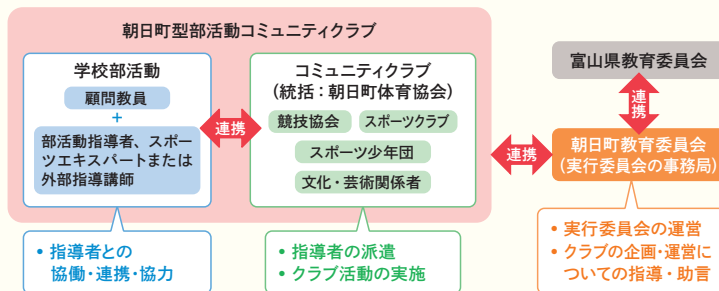 朝日町型部活動コミュニティクラブ
学校部活動
顧問教員
+
部活動指導者、スポー
ツエキスパートまたは
外部指導講師
連携
コミュニティクラブ
(統括:朝日町体育協会)
競技協会
スポーツクラブ
スポーツ少年団
文化・芸術関係者
連携
富山県教育委員会
連携
朝日町教育委員会
(実行委員会の事務局)
• 指導者との
協働・連携・協力
• 指導者の派遣
• クラブ活動の実施
• 実行委員会の運営
• クラブの企画・運営に
ついての指導・助言